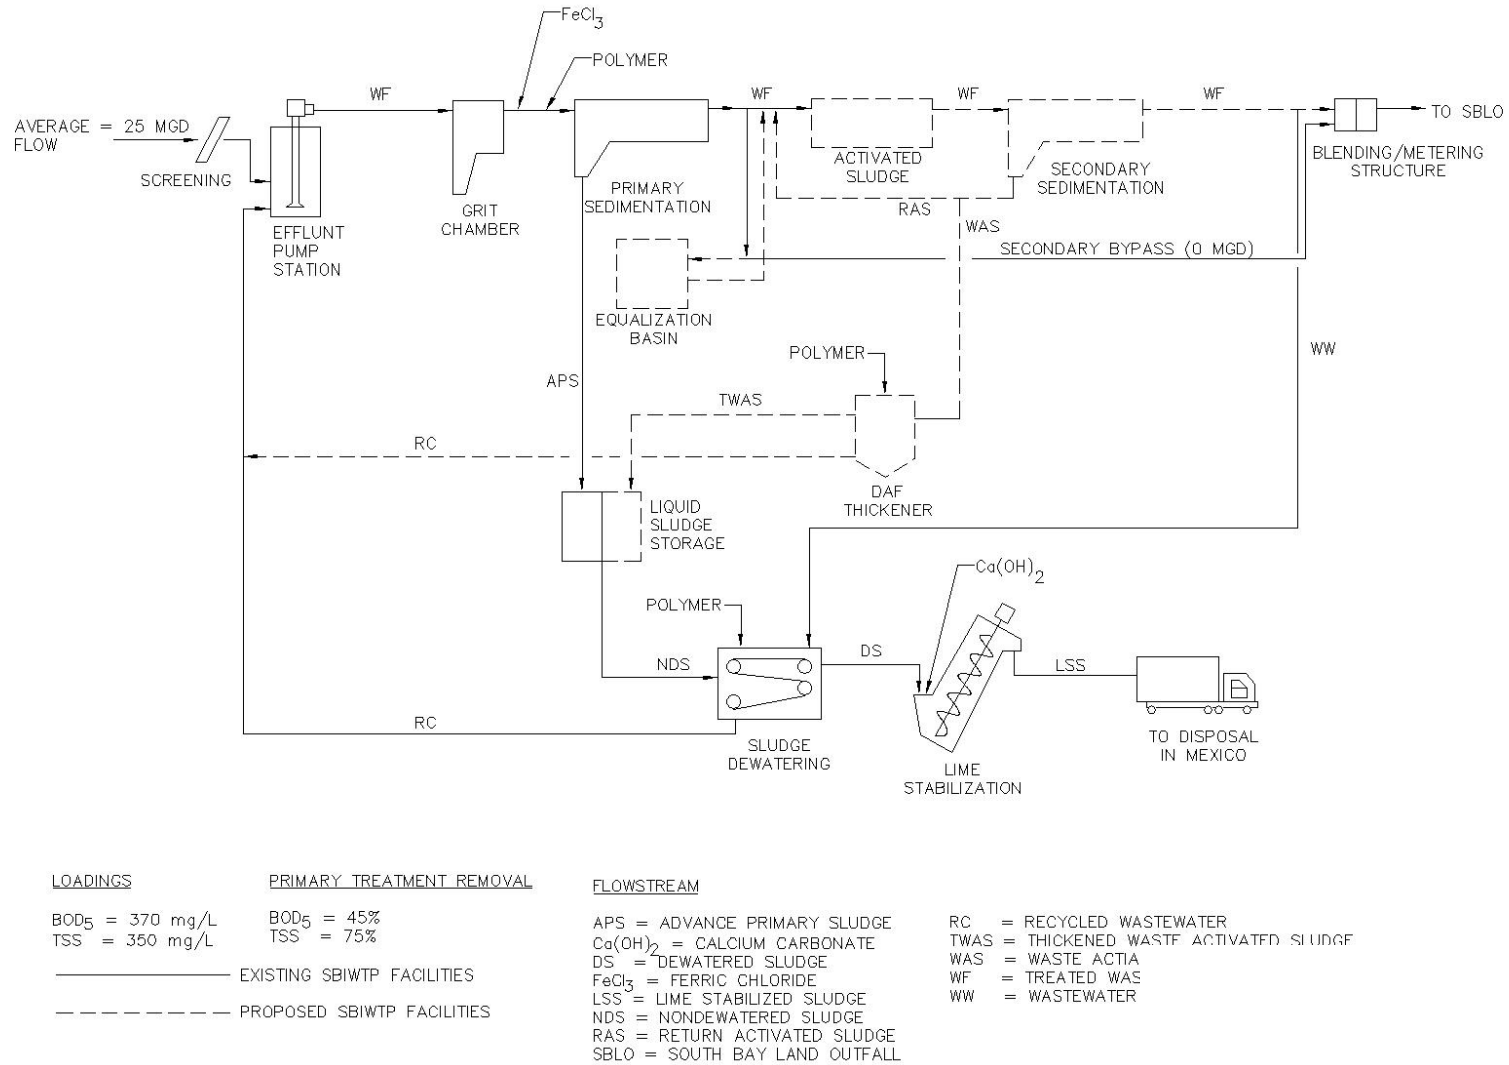 FeCl3
POLYMER
WF
WF
WF
WF
AVERAGE = 25 MGD
FLOW
TO SBLO
SCREENING
ACTIVATED
SLUDGE
BLENDING/METERING
STRUCTURE
SECONDARY
SEDIMENTATION
PRIMARY
SEDIMENTATION
GRIT
CHAMBER
RAS
WAS
EFFLUNT
PUMP
STATION
SECONDARY BYPASS (0 MGD)
EQUALIZATION
BASIN
POLYMER
WW
APS
TWAS
RC
DAF
THICKENER
LIQUID
SLUDGE
STORAGE
Ca(OH)2
POLYMER
NDS
DS
LSS
RC
SLUDGE
DEWATERING
TO DISPOSAL
IN MEXICO
LIME
STABILIZATION
LOADINGS
BOD5 = 370 mg/L
TSS = 350 mg/L
PRIMARY TREATMENT REMOVAL
BOD5 = 45%
TSS = 75%
EXISTING SBIWTP FACILITIES
PROPOSED SBIWTP FACILITIES
FLOWSTREAM
APS = ADVANCE PRIMARY SLUDGE
Ca(OH)2 = CALCIUM CARBONATE
DS = DEWATERED SLUDGE
FeCl3 = FERRIC CHLORIDE
LSS = LIME STABILIZED SLUDGE
NDS = NONDEWATERED SLUDGE
RAS = RETURN ACTIVATED SLUDGE
SBLO = SOUTH BAY LAND OUTFALL
RC = RECYCLED WASTEWATER
TWAS = THICKENED WASTE ACTIVATED SLUDGE
WAS = WASTE ACTIA
WF = TREATED WAS
WW = WASTEWATER